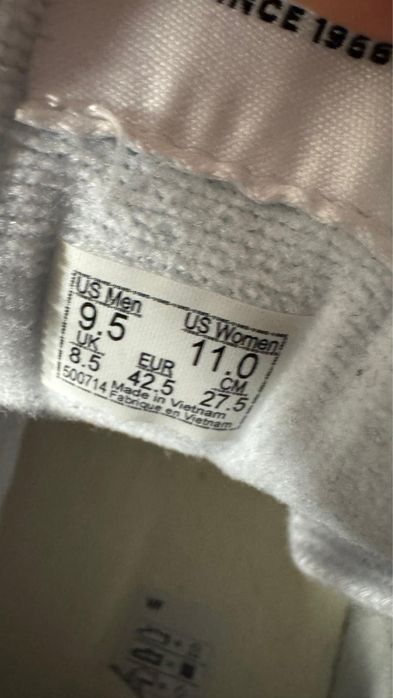 SINCE 1966
US Men
9.5
US Women
11.0
UK
8.5
EUR
42.5
CM
27.5
500714 Made in Vietnam
Fabriqué en Vietnam